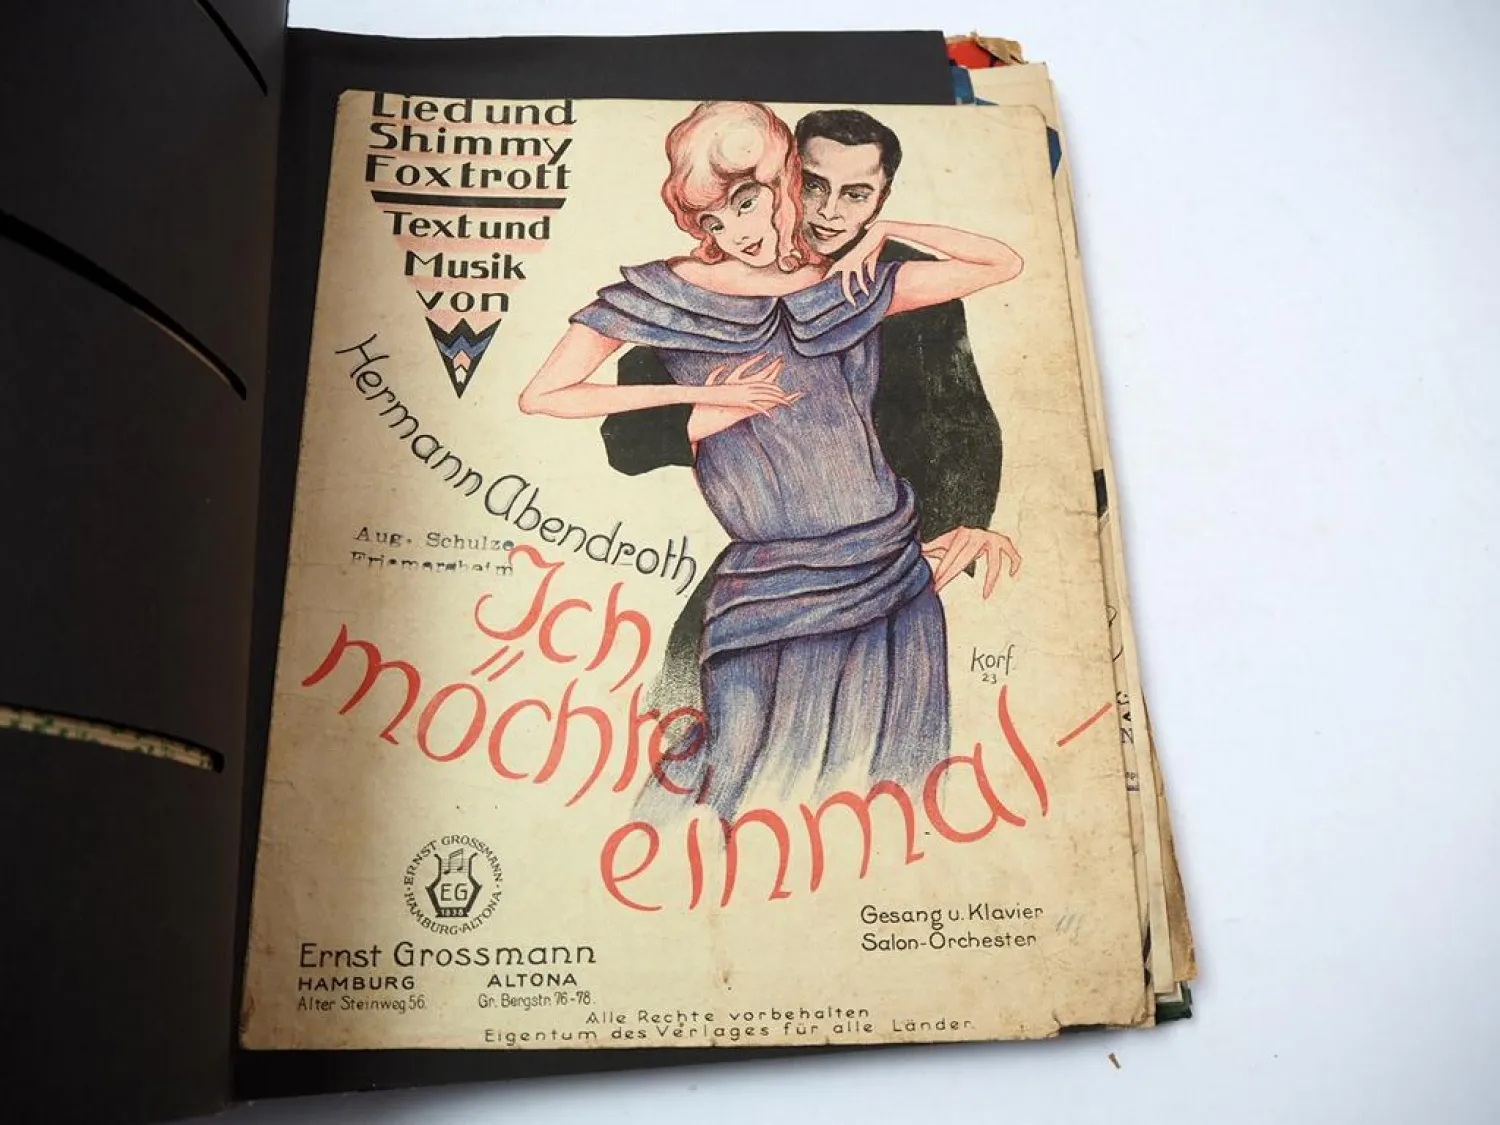 Lied und
Shimmy
Foxtrott
Text und
Musik
von
Hermann Abendroth
Aug. Schulze
Friemersheim
Ich
möchte
einmal –
Korf.
23
ERNST GROSSMANN
HAMBURG-ALTONA
EG
Ernst Grossmann
HAMBURG ALTONA
Alter Steinweg 56. Gr. Bergstr. 76-78.
Gesang u. Klavier
Salon-Orchester
Alle Rechte vorbehalten
Eigentum des Verlages für alle Länder.